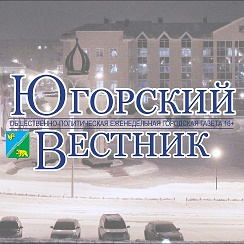 Югорский
ОБЩЕСТВЕННО-ПОЛИТИЧЕСКАЯ ЕЖЕНЕДЕЛЬНАЯ ГОРОДСКАЯ ГАЗЕТА 16+
Вестник